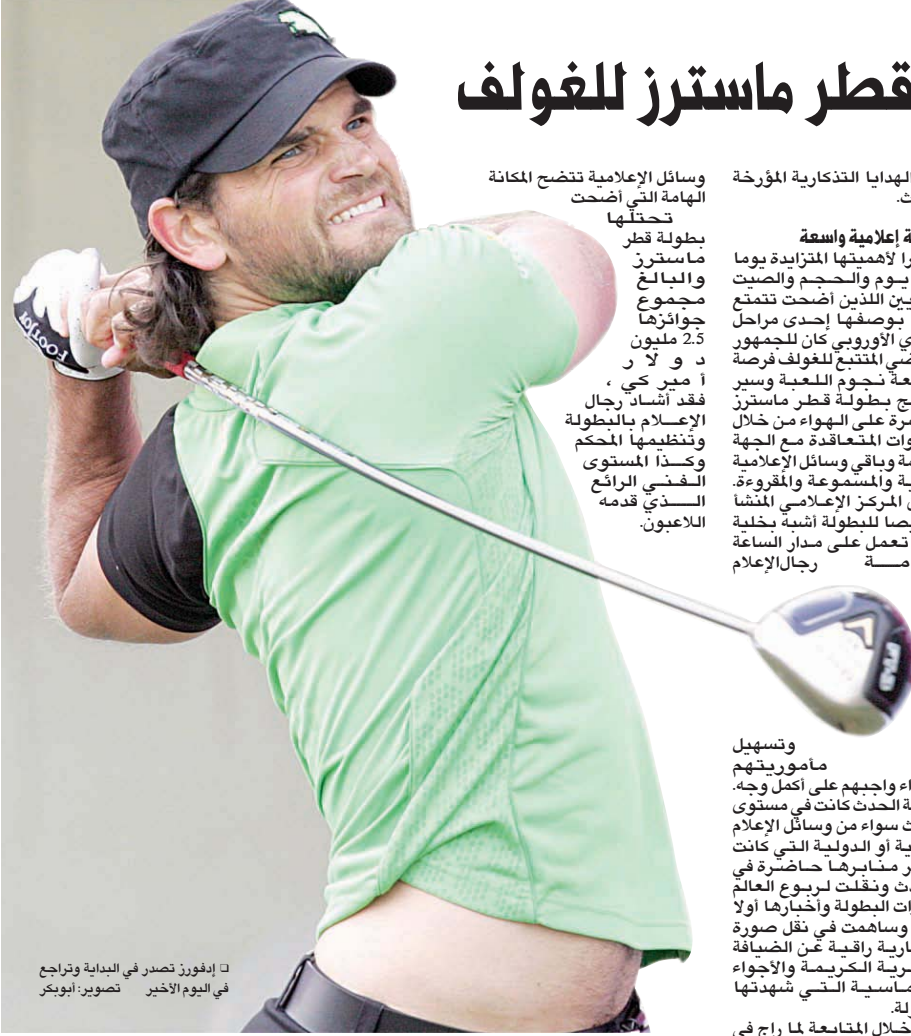 قطر ماسترز للغولف
الهدايا التذكارية المؤرخة
إعلامية واسعة
لأهميتها المتزايدة يوما
يوم والحجم والصيت
اللذين أضحت تتمتع
بوصفها إحدى مراحل
الأوروبي كان للجمهور
المتتبع للغولف فرصة
نجوم اللعبة وسير
بطولة قطر ماسترز
على الهواء من خلال
المتعاقدة مع الجهة
وباقي وسائل الإعلامية
والمسموعة والمقروءة.
المركز الإعلامي المنشأ
للبطولة أشبه بخلية
تعمل على مدار الساعة
رجال الإعلام
وتسهيل
مأموريتهم
واجبهم على أكمل وجه.
الحدث كانت في مستوى
سواء من وسائل الإعلام
أو الدولية التي كانت
منابرها حاضرة في
ونقلت لربوع العالم
البطولة وأخبارها أولا
وساهمت في نقل صورة
راقية عن الضيافة
الكريمة والأجواء
التي شهدتها
المتابعة لما راج في
وسائل الإعلامية تتضح المكانة
الهامة التي أضحت
تحتلها
بطولة قطر
ماسترز
والبالغ
مجموع
جوائزها
2.5 مليون
دولار
أميركي،
فقد أشاد رجال
الإعلام بالبطولة
وتنظيمها المحكم
وكذا المستوى
الفني الرائع
الذي قدمه
اللاعبون.
❏ إدفورز تصدر في البداية وتراجع
في اليوم الأخير تصوير: أبوبكر
FOOTJOY
PING